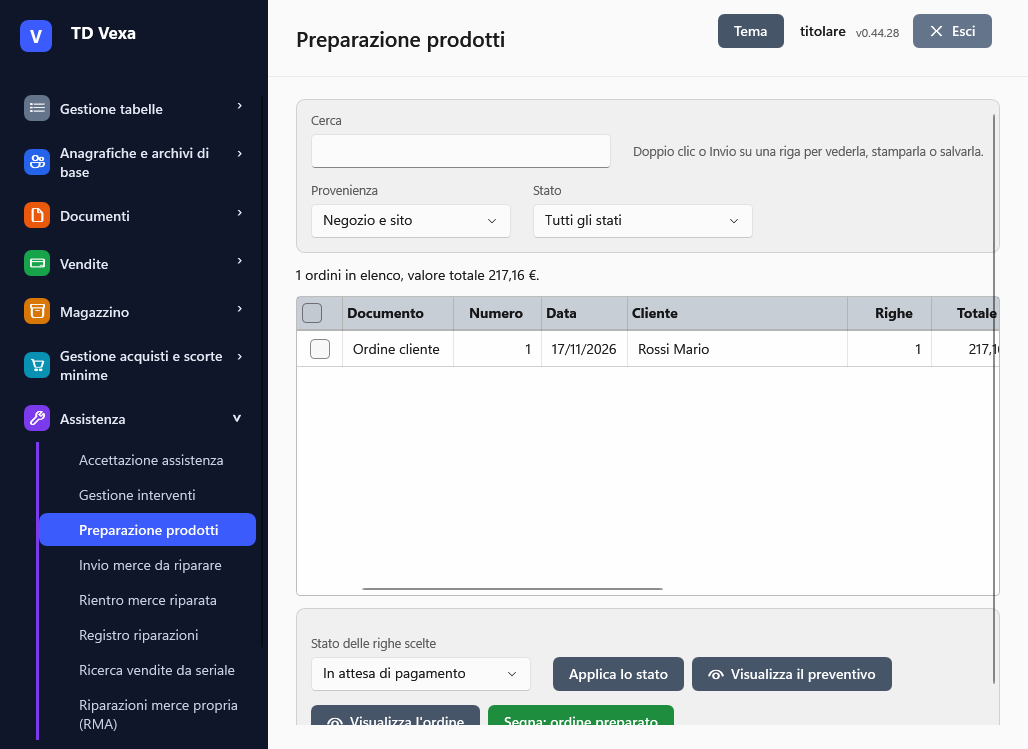 V
TD Vexa
Gestione tabelle
Anagrafiche e archivi di
base
Documenti
Vendite
Magazzino
Gestione acquisti e scorte
minime
Assistenza
Accettazione assistenza
Gestione interventi
Preparazione prodotti
Invio merce da riparare
Rientro merce riparata
Registro riparazioni
Ricerca vendite da seriale
Riparazioni merce propria
(RMA)
Preparazione prodotti
Tema titolare v0.44.28 Esci
Cerca
Doppio clic o Invio su una riga per vederla, stamparla o salvarla.
Provenienza Stato
Negozio e sito Tutti gli stati
1 ordini in elenco, valore totale 217,16 €.
Documento Numero Data Cliente Righe Totale
Ordine cliente 1 17/11/2026 Rossi Mario 1
Stato delle righe scelte
In attesa di pagamento Applica lo stato Visualizza il preventivo
Visualizza l'ordine Segna: ordine preparato